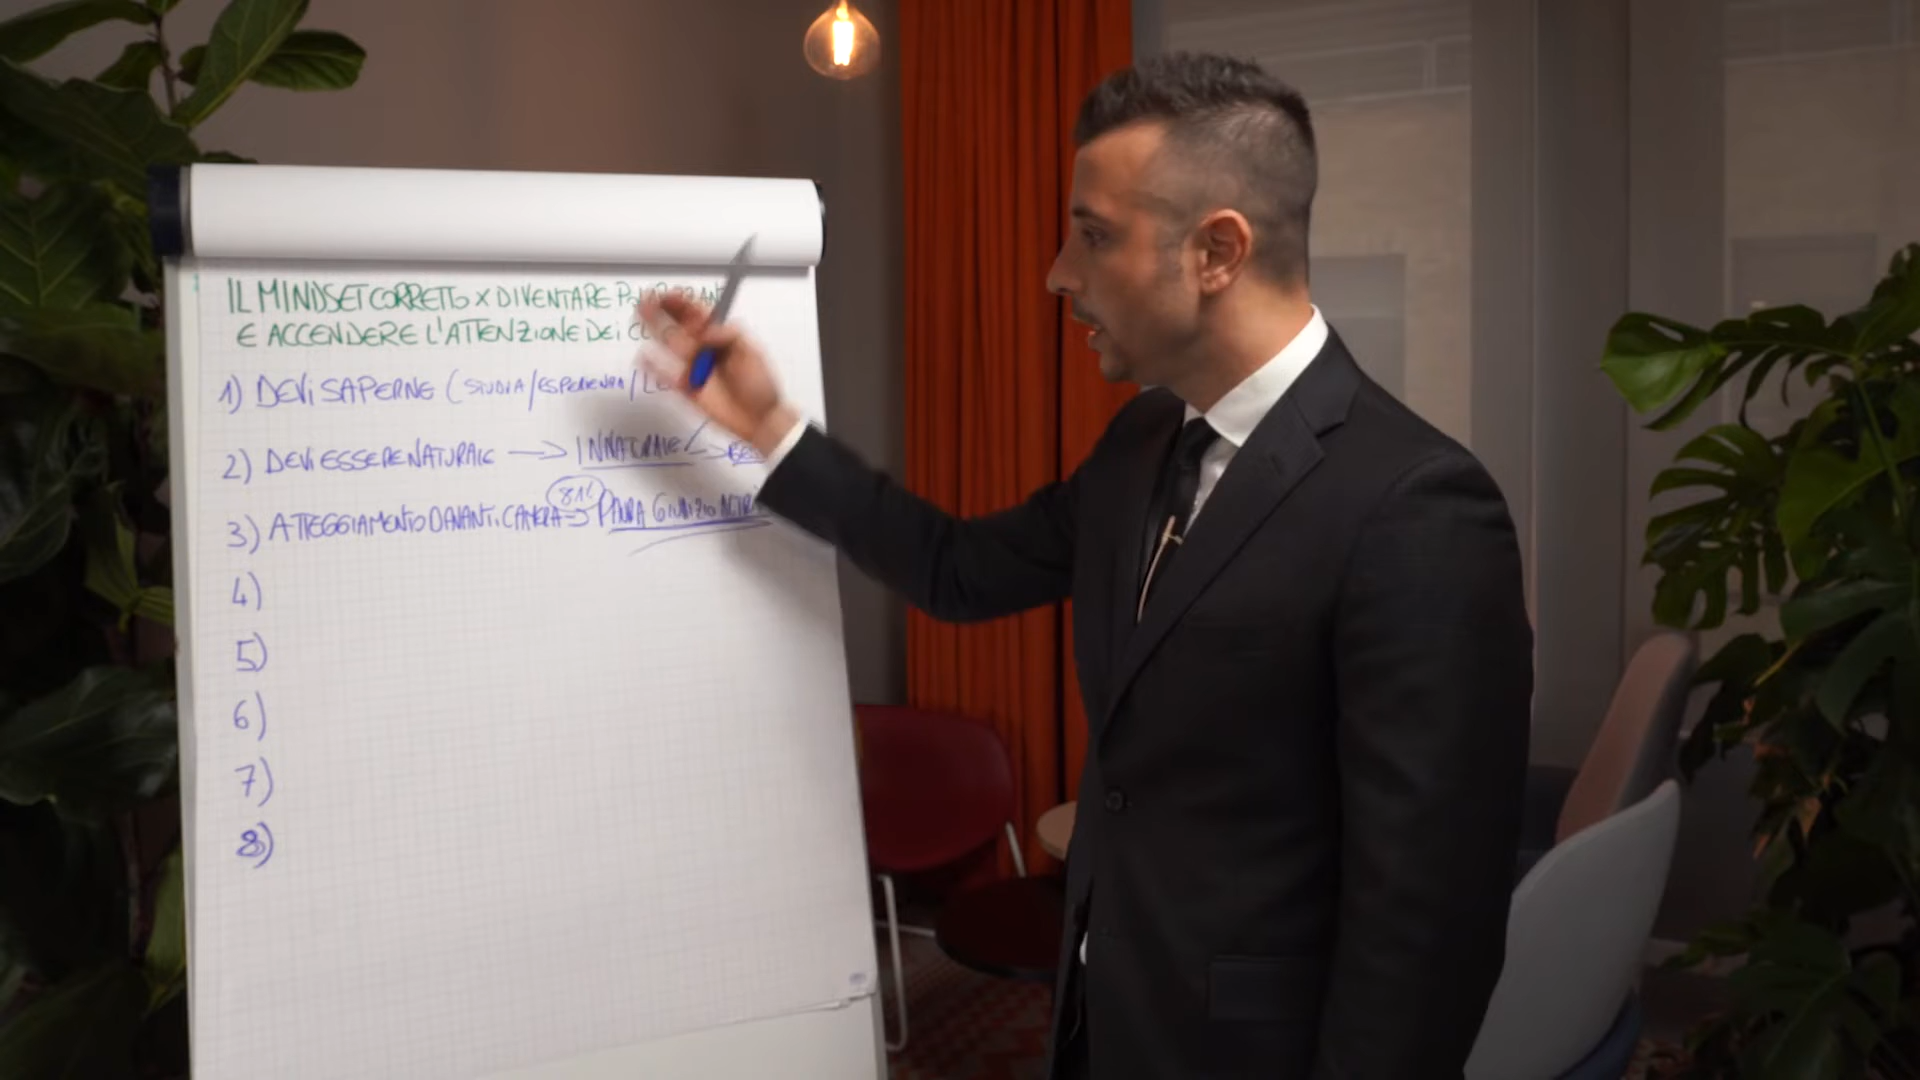 IL MINDSET CORRETTO X DIVENTARE
E ACCENDERE L'ATTENZIONE DEI
1) DEVI SAPERNE (STUDIA/ESPERIENZA/
2) DEVI ESSERE NATURALE → INNATURALE
81%
3) ATTEGGIAMENTO DAVANTI CAMERA → PAURA GIUDIZIO ALTRUI
4)
5)
6)
7)
8)